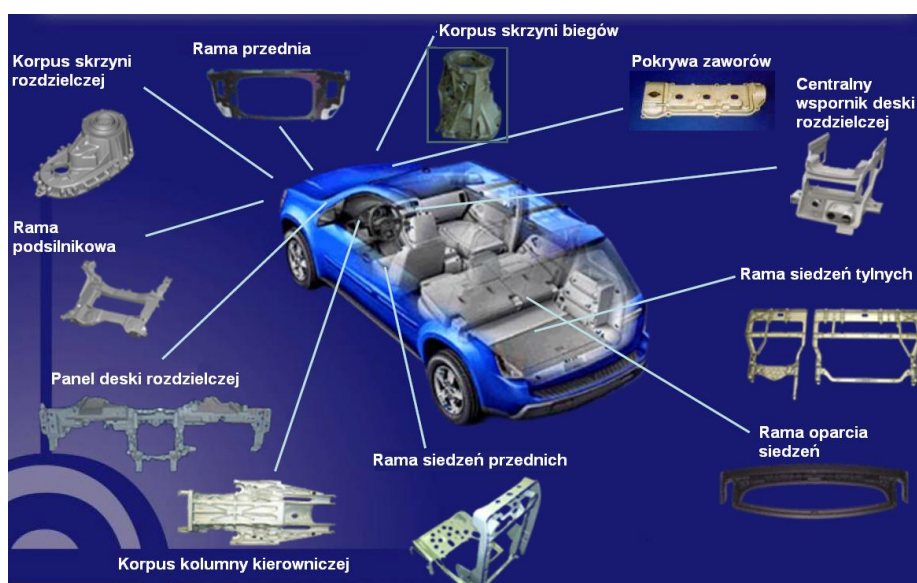 Korpus skrzyni biegów
Korpus skrzyni
rozdzielczej
Rama przednia
Pokrywa zaworów
Centralny
wspornik deski
rozdzielczej
Rama
podsilnikowa
Rama siedzeń tylnych
Panel deski rozdzielczej
Rama oparcia
siedzeń
Rama siedzeń przednich
Korpus kolumny kierowniczej